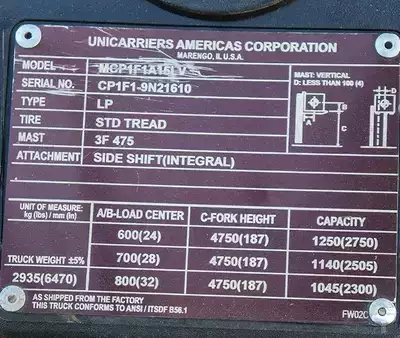 UNICARRIERS AMERICAS CORPORATION
MARENGO, IL U.S.A.
MODEL MCP1F1A15LV
SERIAL NO. CP1F1-9N21610
TYPE LP
TIRE STD TREAD
MAST 3F 475
ATTACHMENT SIDE SHIFT(INTEGRAL)
MAST: VERTICAL
D: LESS THAN 100 (4)
A
B
C
UNIT OF MEASURE:
kg (lbs) / mm (In)
A/B-LOAD CENTER C-FORK HEIGHT CAPACITY
600(24) 4750(187) 1250(2750)
TRUCK WEIGHT ±5% 700(28) 4750(187) 1140(2505)
2935(6470) 800(32) 4750(187) 1045(2300)
AS SHIPPED FROM THE FACTORY
THIS TRUCK CONFORMS TO ANSI / ITSDF B56.1
FW02C